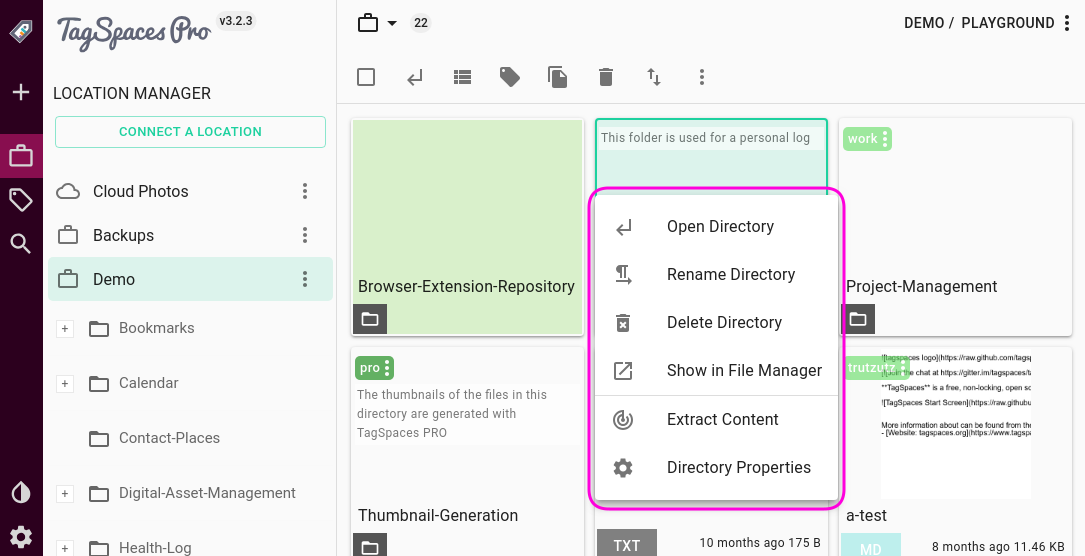 TagSpaces Pro
v3.2.3
22
DEMO / PLAYGROUND
LOCATION MANAGER
CONNECT A LOCATION
Cloud Photos
Backups
Demo
Bookmarks
Calendar
Contact-Places
Digital-Asset-Management
Health-Log
Browser-Extension-Repository
This folder is used for a personal log
work
Project-Management
Open Directory
Rename Directory
Delete Directory
Show in File Manager
Extract Content
Directory Properties
pro
The thumbnails of the files in this
directory are generated with
TagSpaces PRO
Thumbnail-Generation
TXT
10 months ago 175 B
trutzutz
tagspaces logo](https://raw.github.com/tagsp
the chat at https://gitter.im/tagspaces/tags
**TagSpaces** is a free, non-locking, open so
![TagSpaces Start Screen](https://raw.githubu
More information about can be found from the
- [Website: tagspaces.org](https://www.tagspa
a-test
MD
8 months ago 11.46 KB